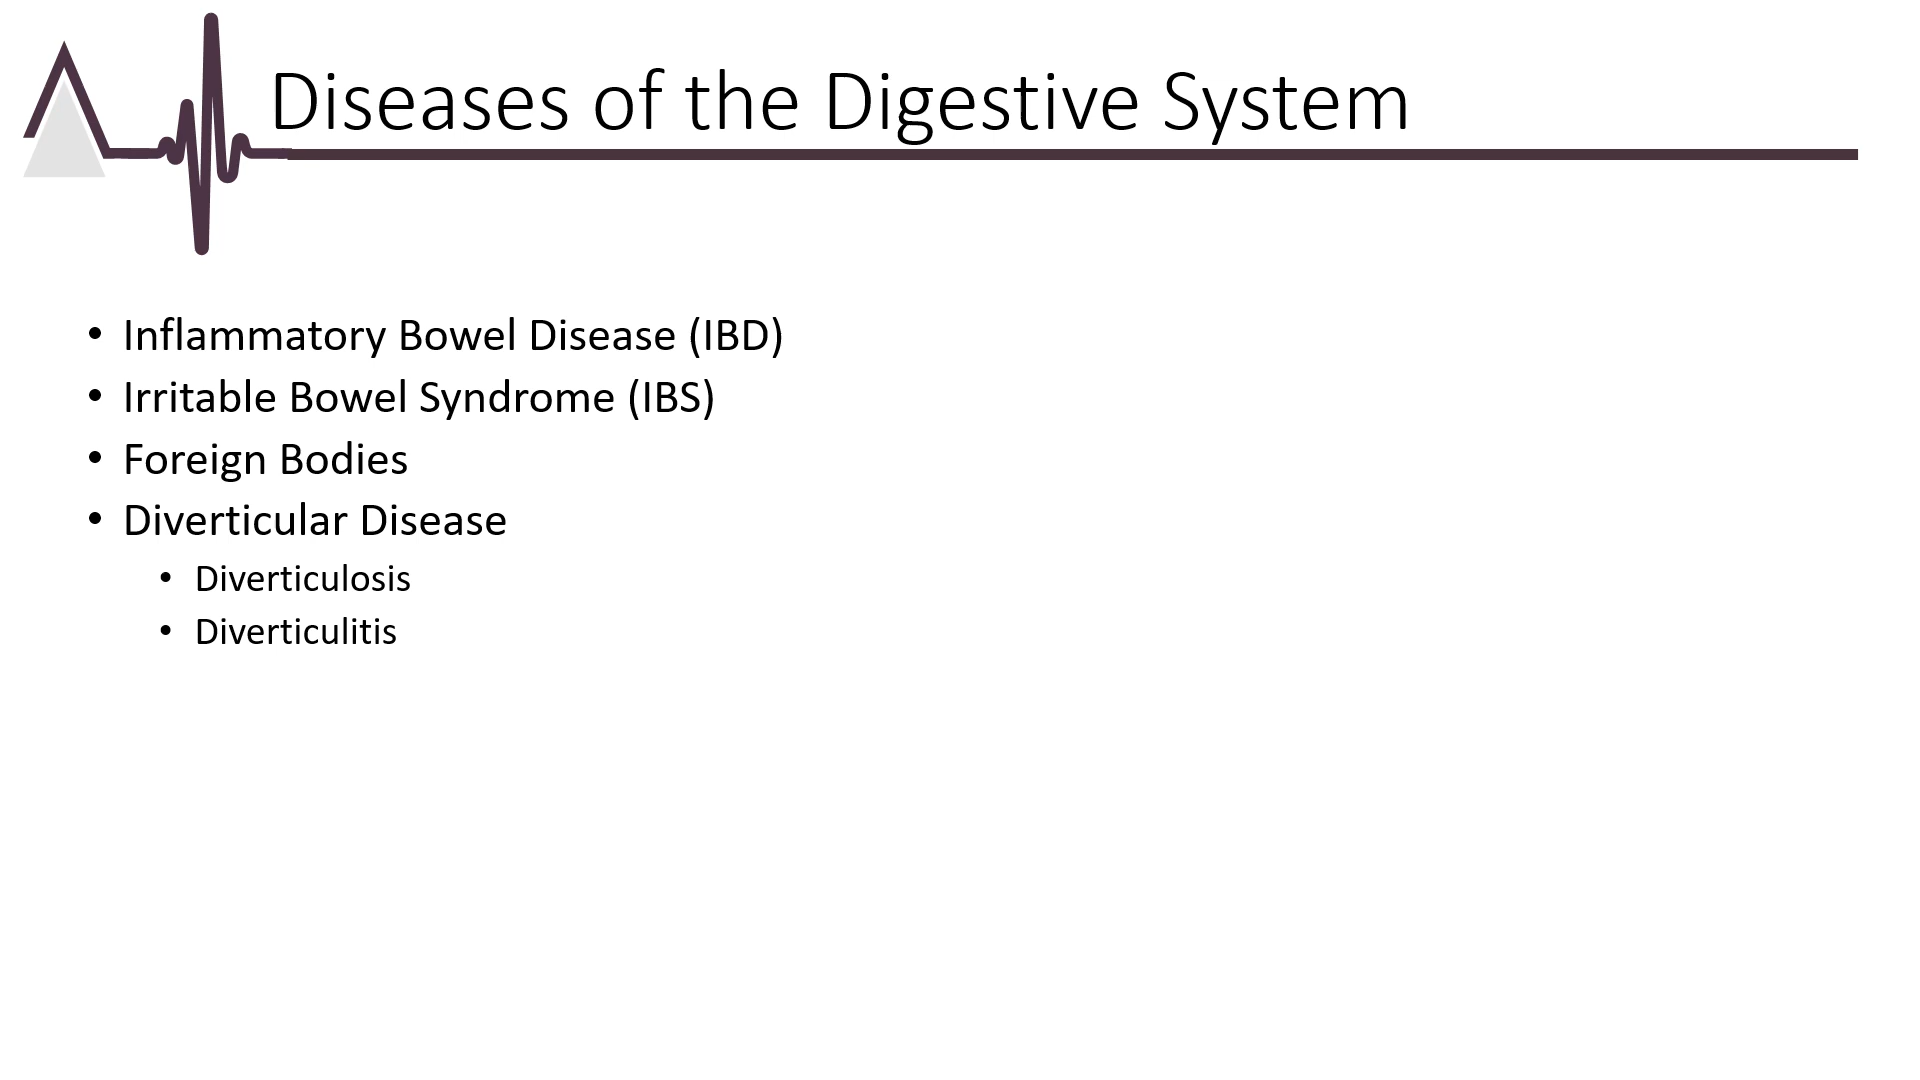 Diseases of the Digestive System
• Inflammatory Bowel Disease (IBD)
• Irritable Bowel Syndrome (IBS)
• Foreign Bodies
• Diverticular Disease
• Diverticulosis
• Diverticulitis